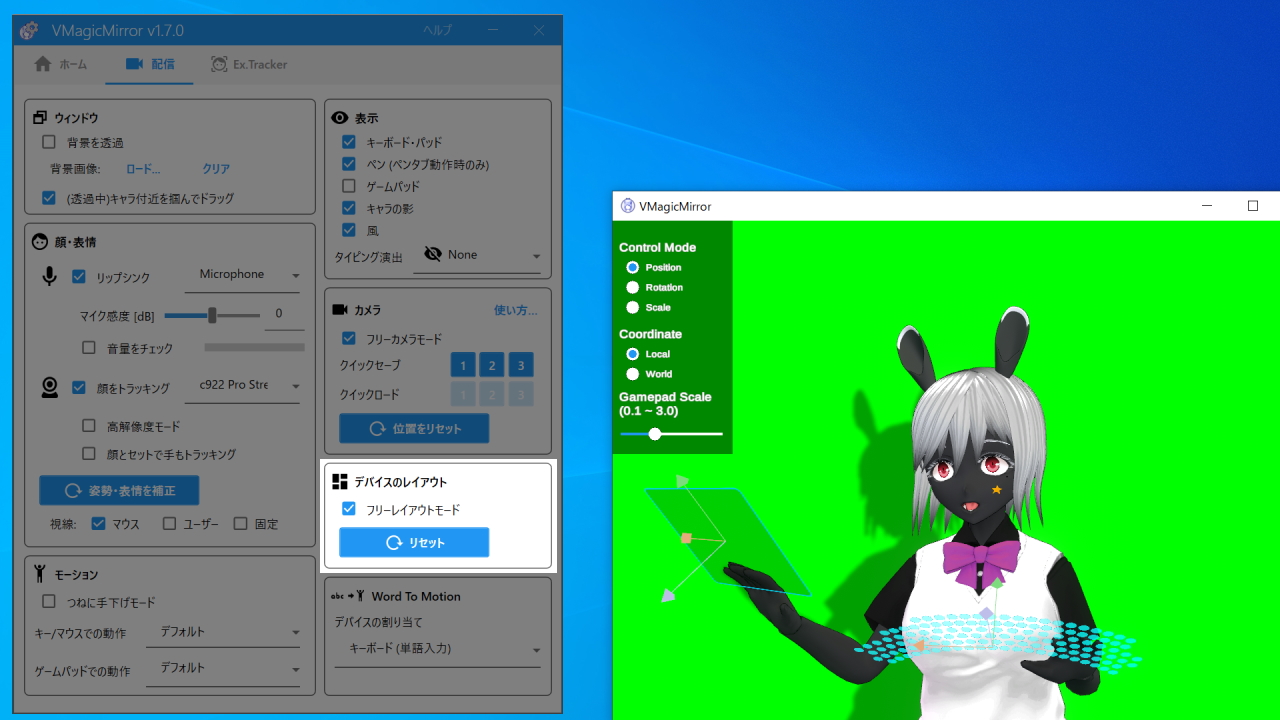 VMagicMirror v1.7.0
ヘルプ
ホーム
配信
Ex.Tracker
ウィンドウ
背景を透過
背景画像:
ロード...
クリア
(透過中)キャラ付近を掴んでドラッグ
顔・表情
リップシンク
Microphone
マイク感度 [dB]
0
音量をチェック
顔をトラッキング
c922 Pro Stre
高解像度モード
顔とセットで手もトラッキング
姿勢・表情を補正
視線:
マウス
ユーザー
固定
モーション
つねに手下げモード
キー/マウスでの動作
デフォルト
ゲームパッドでの動作
デフォルト
表示
キーボード・パッド
ペン (ペンタブ動作時のみ)
ゲームパッド
キャラの影
風
タイピング演出
None
カメラ
使い方...
フリーカメラモード
クイックセーブ
1
2
3
クイックロード
1
2
3
位置をリセット
デバイスのレイアウト
フリーレイアウトモード
リセット
abc
Word To Motion
デバイスの割り当て
キーボード (単語入力)
VMagicMirror
Control Mode
Position
Rotation
Scale
Coordinate
Local
World
Gamepad Scale
(0.1 ~ 3.0)